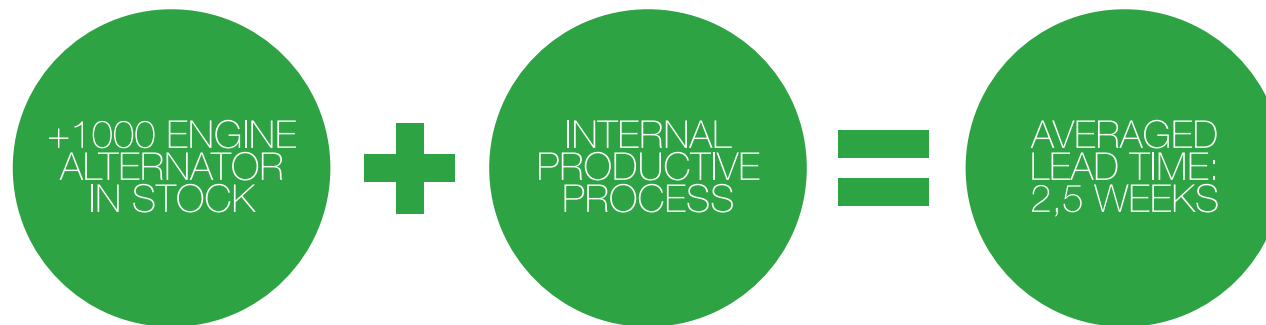 +1000 ENGINE
ALTERNATOR
IN STOCK
INTERNAL
PRODUCTIVE
PROCESS
AVERAGED
LEAD TIME:
2,5 WEEKS